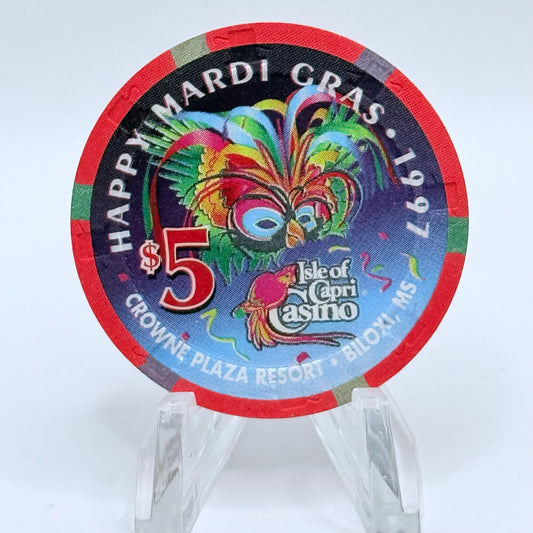 HAPPY MARDI GRAS • 1997
$5
Isle of
Capri
Casino®
CROWNE PLAZA RESORT • BILOXI, MS